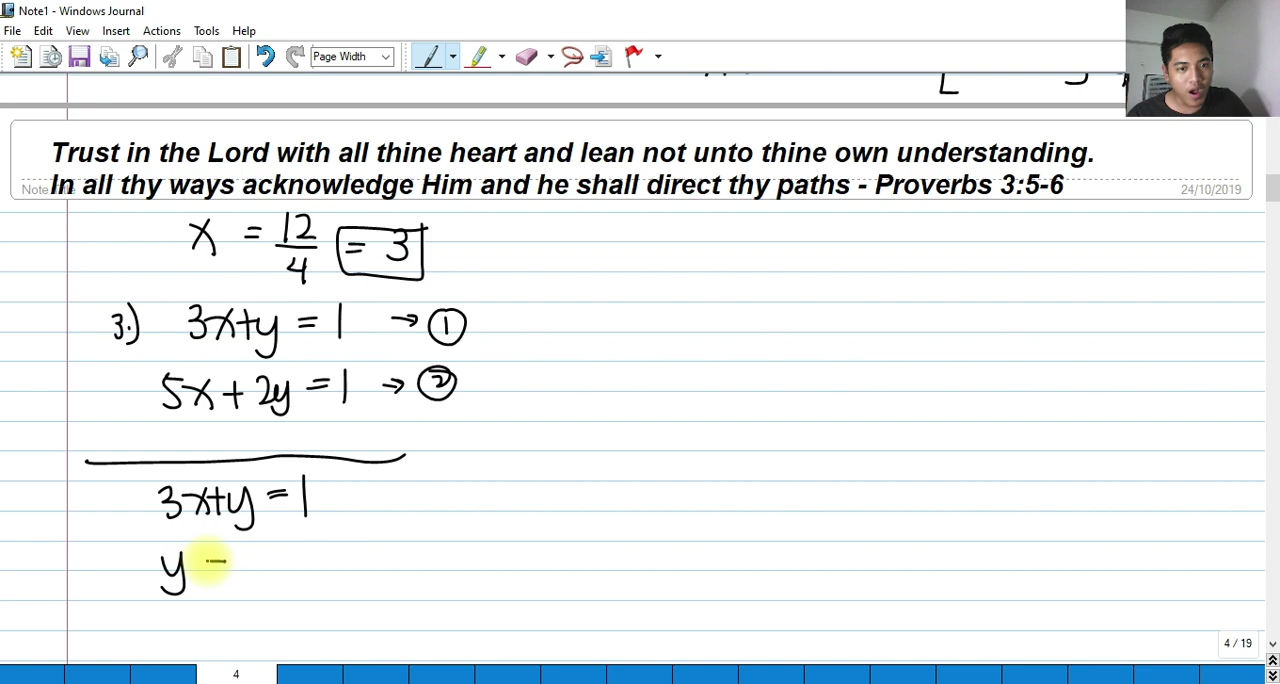 Note1 - Windows Journal
File Edit View Insert Actions Tools Help
Page Width
Trust in the Lord with all thine heart and lean not unto thine own understanding.
In all thy ways acknowledge Him and he shall direct thy paths - Proverbs 3:5-6
Note Title
24/10/2019
x = 12/4 = 3
3.) 3x+y = 1 → ①
5x + 2y = 1 → ②
3x+y = 1
y =
4 / 19
4